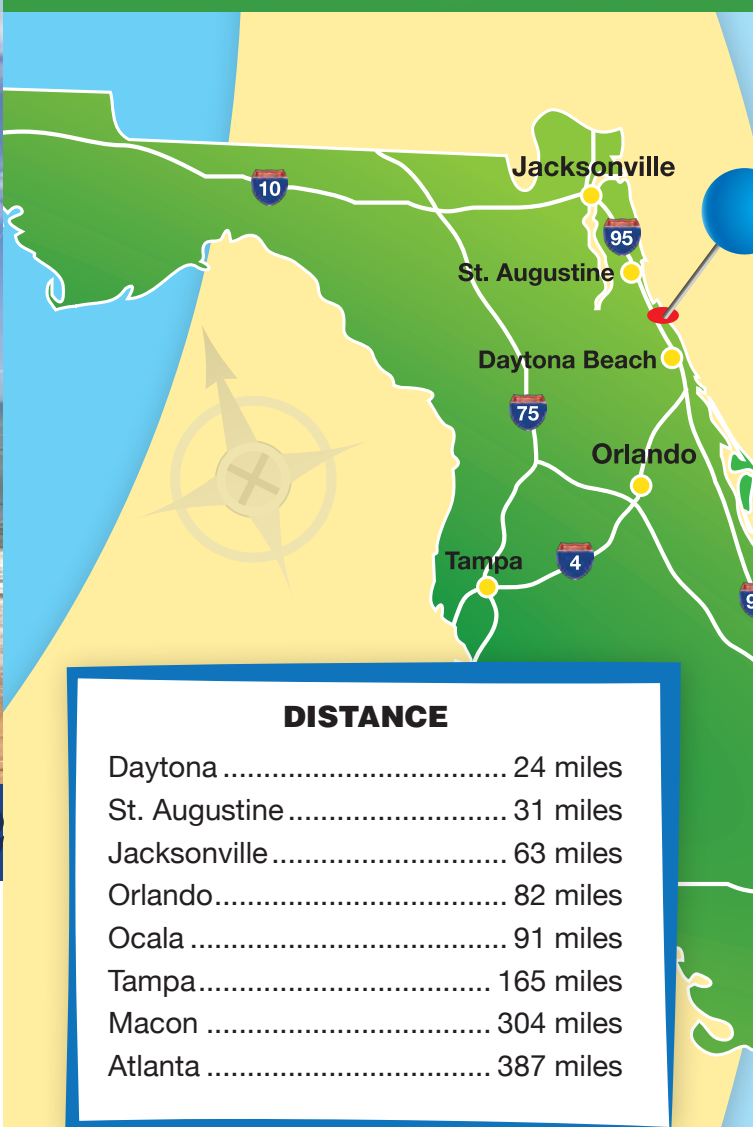 Jacksonville
10
95
St. Augustine
Daytona Beach
75
Orlando
Tampa
4
9
DISTANCE
Daytona ................................ 24 miles
St. Augustine ......................... 31 miles
Jacksonville ........................... 63 miles
Orlando ................................. 82 miles
Ocala .................................... 91 miles
Tampa ................................. 165 miles
Macon ................................ 304 miles
Atlanta ................................ 387 miles